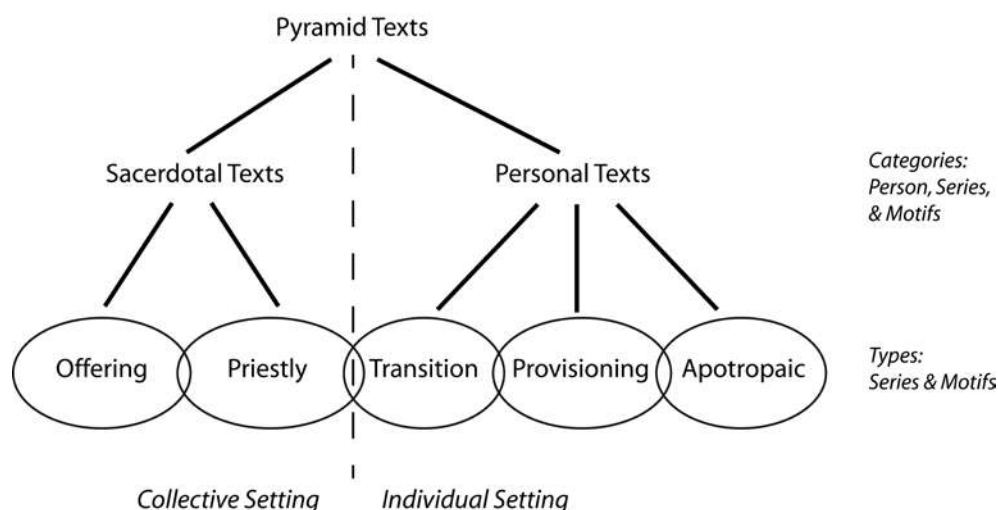 Pyramid Texts
Sacerdotal Texts
Personal Texts
Categories:
Person, Series,
& Motifs
Offering
Priestly
Transition
Provisioning
Apotropaic
Types:
Series & Motifs
Collective Setting
Individual Setting